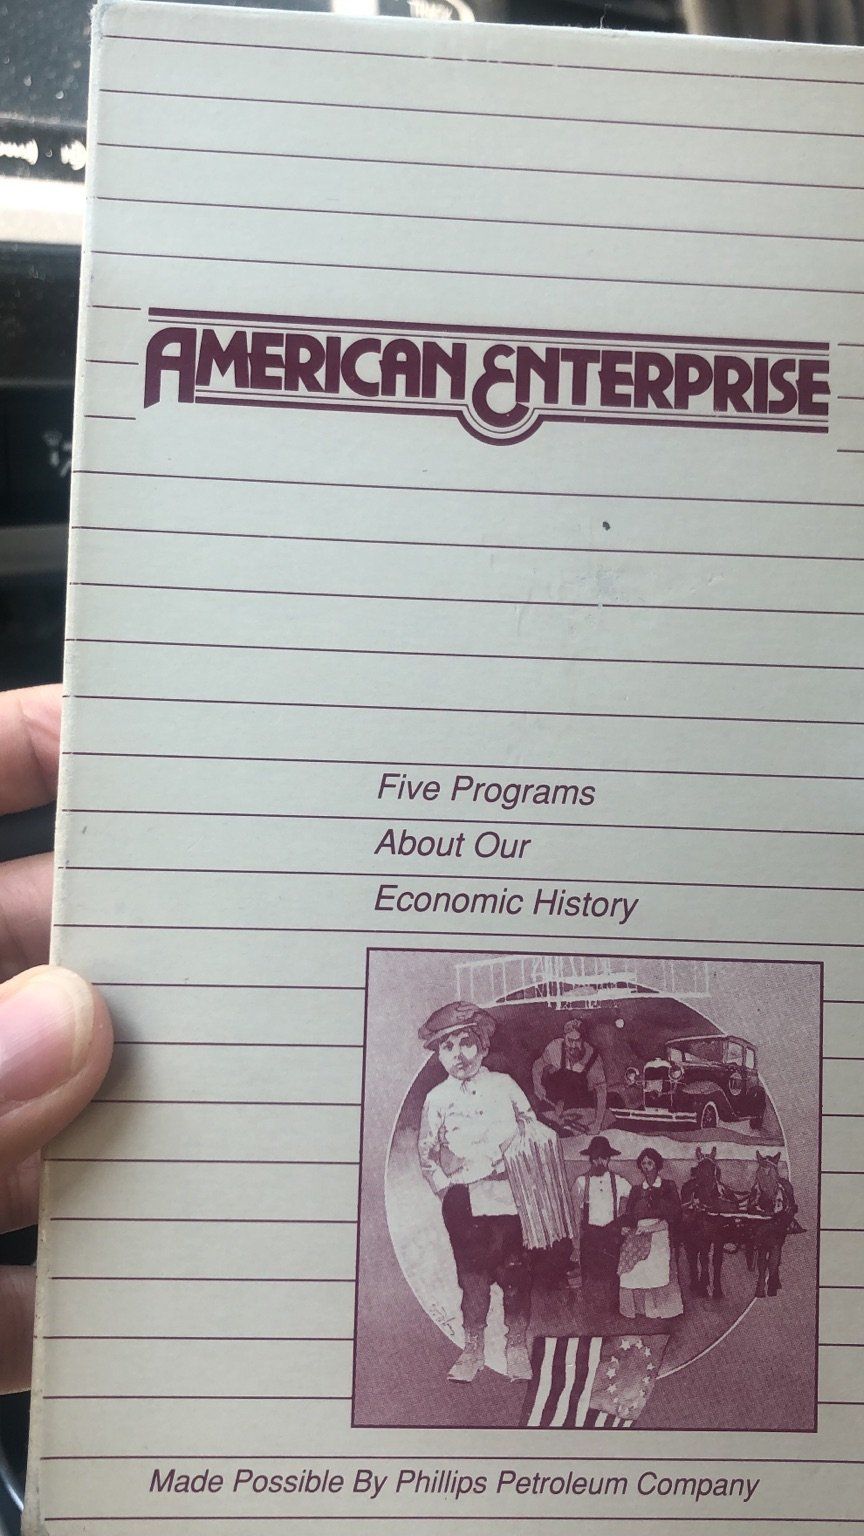 AMERICAN ENTERPRISE
Five Programs
About Our
Economic History
Made Possible By Phillips Petroleum Company